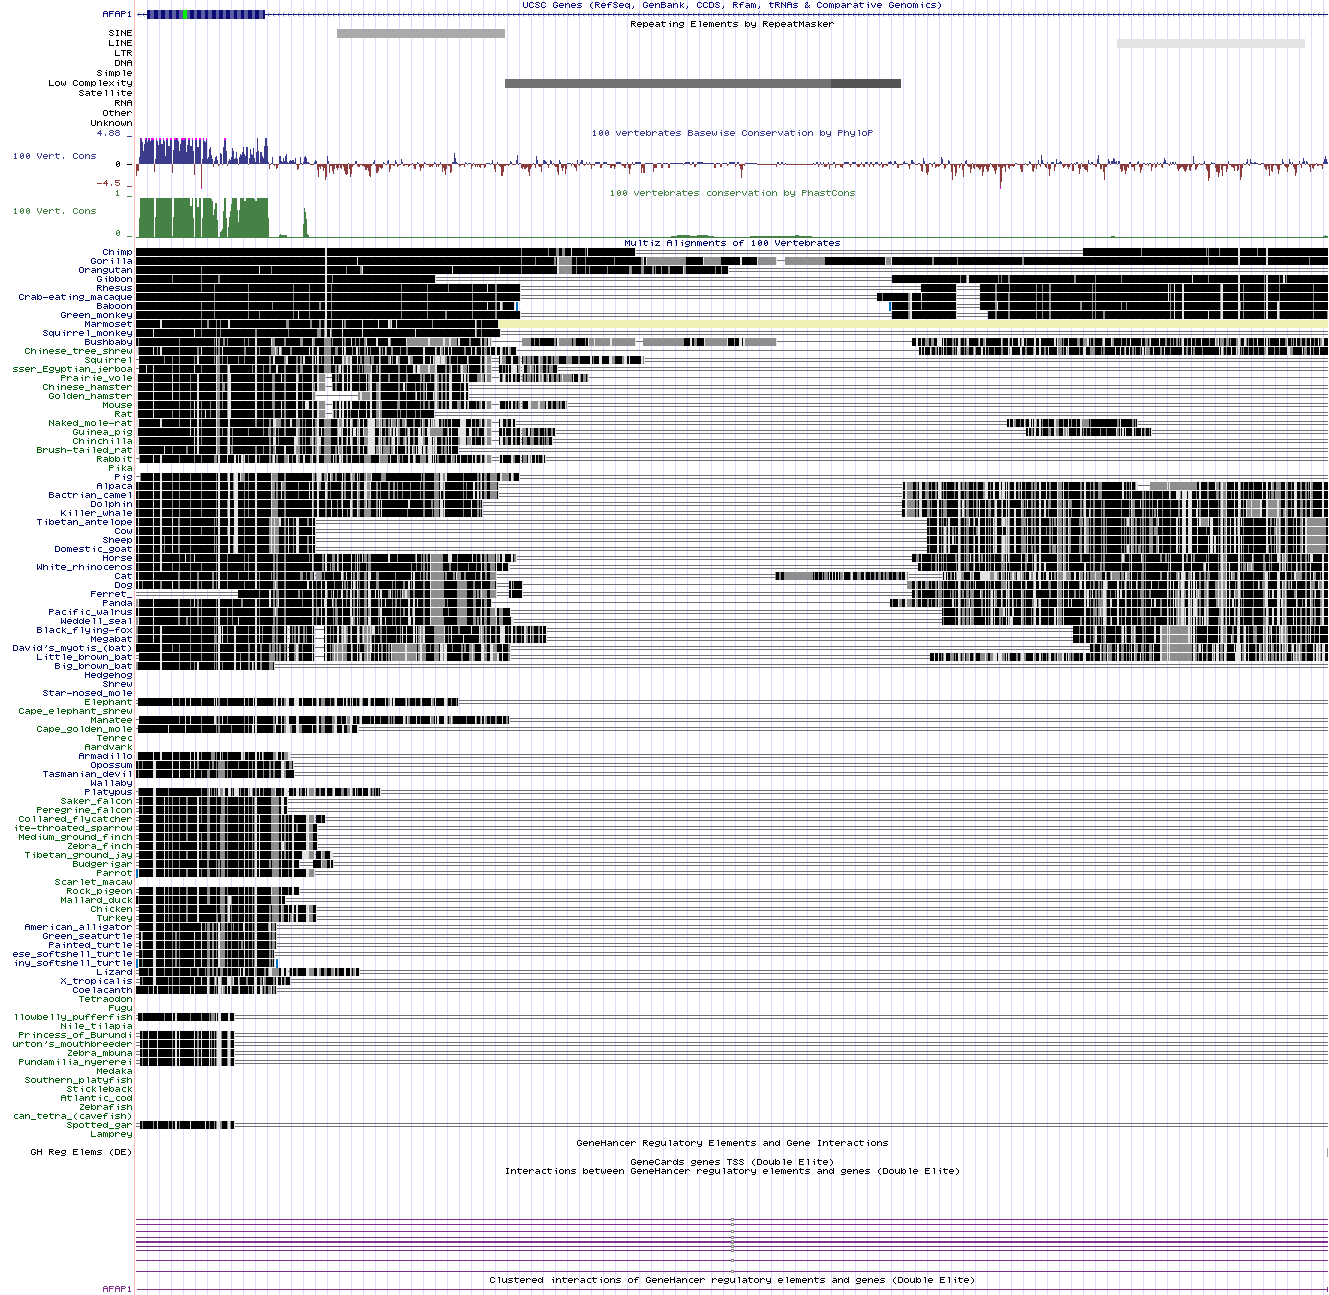 UCSC Genes (RefSeq, GenBank, CCDS, Rfam, tRNAs & Comparative Genomics)
AFAP1
Repeating Elements by RepeatMasker
SINE
LINE
LTR
DNA
Simple
Low Complexity
Satellite
RNA
Other
Unknown
4.88 _
100 vertebrates Basewise Conservation by PhyloP
100 Vert. Cons
0 _
-4.5 _
1 _
100 vertebrates conservation by PhastCons
100 Vert. Cons
0 _
Multiz Alignments of 100 Vertebrates
Chimp
Gorilla
Orangutan
Gibbon
Rhesus
Crab-eating_macaque
Baboon
Green_monkey
Marmoset
Squirrel_monkey
Bushbaby
Chinese_tree_shrew
Squirrel
sser_Egyptian_jerboa
Prairie_vole
Chinese_hamster
Golden_hamster
Mouse
Rat
Naked_mole-rat
Guinea_pig
Chinchilla
Brush-tailed_rat
Rabbit
Pika
Pig
Alpaca
Bactrian_camel
Dolphin
Killer_whale
Tibetan_antelope
Cow
Sheep
Domestic_goat
Horse
White_rhinoceros
Cat
Dog
Ferret_
Panda
Pacific_walrus
Weddell_seal
Black_flying-fox
Megabat
David's_myotis_(bat)
Little_brown_bat
Big_brown_bat
Hedgehog
Shrew
Star-nosed_mole
Elephant
Cape_elephant_shrew
Manatee
Cape_golden_mole
Tenrec
Aardvark
Armadillo
Opossum
Tasmanian_devil
Wallaby
Platypus
Saker_falcon
Peregrine_falcon
Collared_flycatcher
ite-throated_sparrow
Medium_ground_finch
Zebra_finch
Tibetan_ground_jay
Budgerigar
Parrot
Scarlet_macaw
Rock_pigeon
Mallard_duck
Chicken
Turkey
American_alligator
Green_seaturtle
Painted_turtle
ese_softshell_turtle
iny_softshell_turtle
Lizard
X_tropicalis
Coelacanth
Tetraodon
Fugu
llowbelly_pufferfish
Nile_tilapia
Princess_of_Burundi
urton's_mouthbreeder
Zebra_mbuna
Pundamilia_nyererei
Medaka
Southern_platyfish
Stickleback
Atlantic_cod
Zebrafish
can_tetra_(cavefish)
Spotted_gar
Lamprey
GeneHancer Regulatory Elements and Gene Interactions
GH Reg Elems (DE)
GeneCards genes TSS (Double Elite)
Interactions between GeneHancer regulatory elements and genes (Double Elite)
Clustered interactions of GeneHancer regulatory elements and genes (Double Elite)
AFAP1